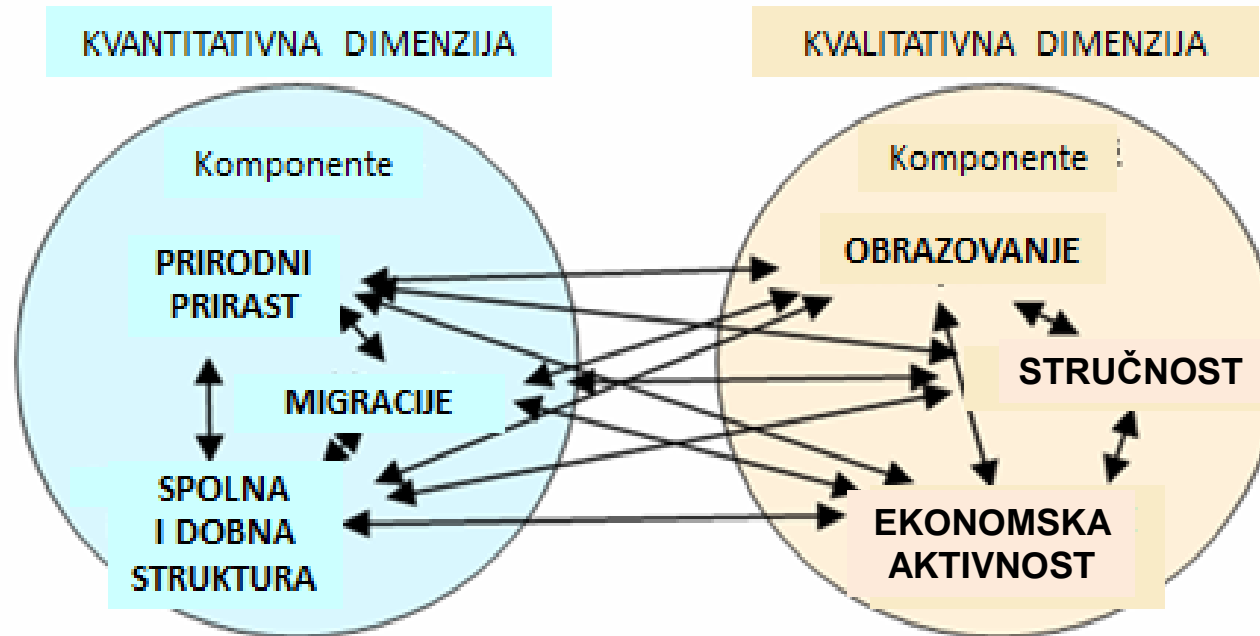 KVANTITATIVNA DIMENZIJA
KVALITATIVNA DIMENZIJA
Komponente
PRIRODNI
PRIRAST
MIGRACIJE
SPOLNA
I DOBNA
STRUKTURA
Komponente :
OBRAZOVANJE
STRUČNOST
EKONOMSKA
AKTIVNOST